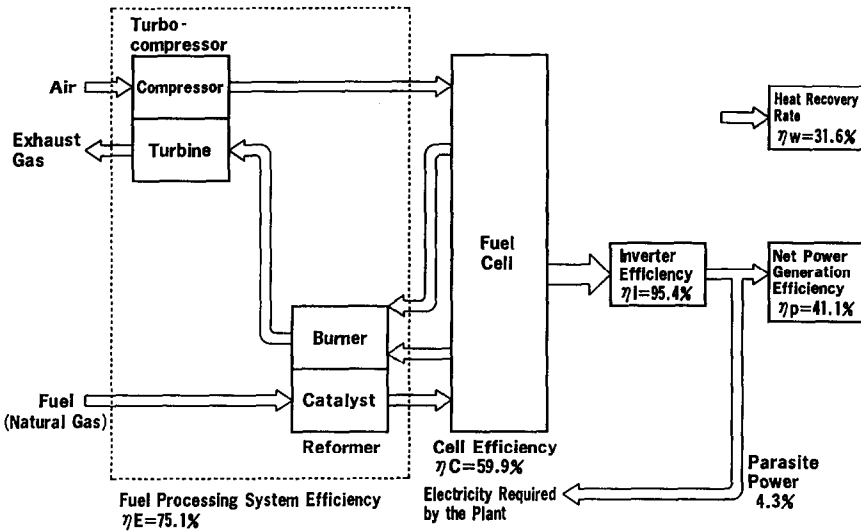 Turbo-
compressor
Air
Compressor
Exhaust
Gas
Turbine
Fuel
Cell
Heat Recovery
Rate
ηw=31.6%
Inverter
Efficiency
ηI=95.4%
Net Power
Generation
Efficiency
ηp=41.1%
Burner
Fuel
(Natural Gas)
Catalyst
Reformer
Cell Efficiency
ηC=59.9%
Electricity Required
by the Plant
Parasite
Power
4.3%
Fuel Processing System Efficiency
ηE=75.1%